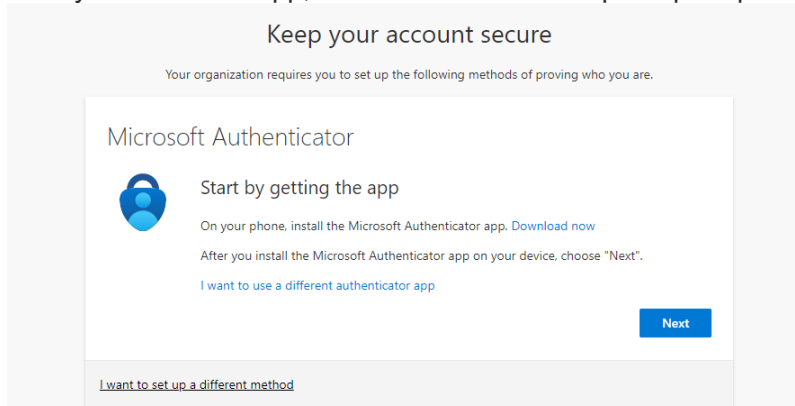 Keep your account secure
Your organization requires you to set up the following methods of proving who you are.
Microsoft Authenticator
Start by getting the app
On your phone, install the Microsoft Authenticator app. Download now
After you install the Microsoft Authenticator app on your device, choose "Next".
I want to use a different authenticator app
Next
I want to set up a different method